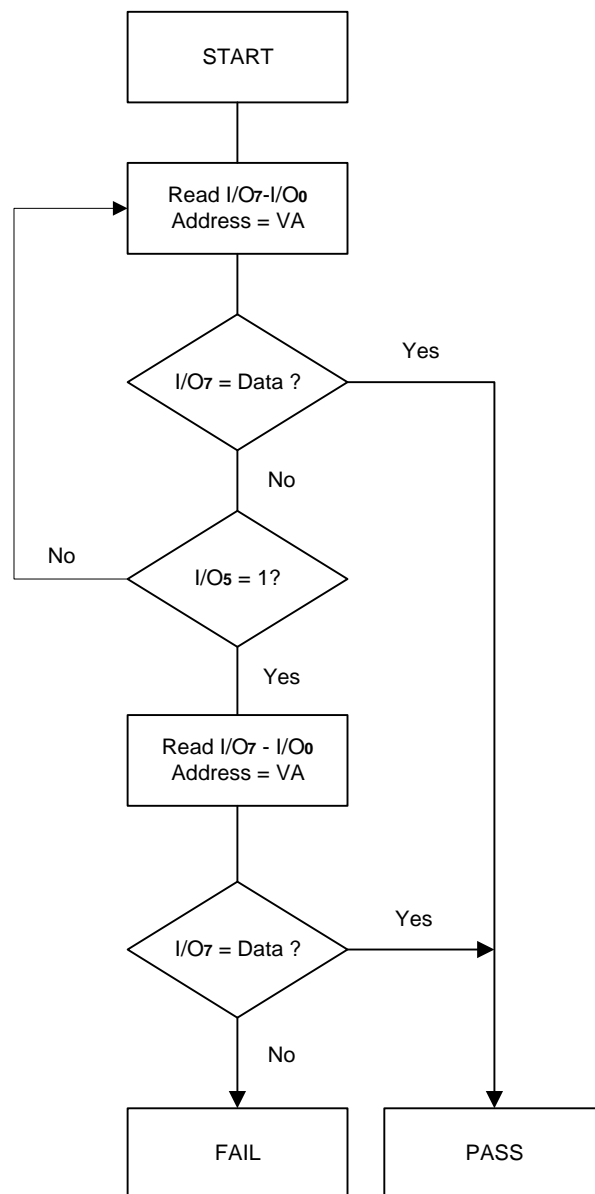 START
Read I/O7-I/O0
Address = VA
I/O7 = Data ?
Yes
No
I/O5 = 1?
No
Yes
Read I/O7 - I/O0
Address = VA
I/O7 = Data ?
Yes
No
FAIL
PASS